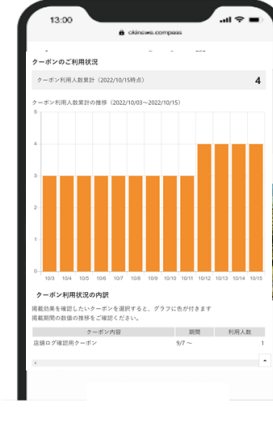 13:00
okinawa.compass
クーポンのご利用状況
クーポン利用人数累計（2022/10/15時点） 4
クーポン利用人数累計の推移（2022/10/03～2022/10/15）
5
4
3
2
1
0
10/3 10/4 10/5 10/6 10/7 10/8 10/9 10/10 10/11 10/12 10/13 10/14 10/15
クーポン利用状況の内訳
掲載効果を確認したいクーポンを選択すると、グラフに色が付きます
掲載期間の数値の推移をご確認ください。
クーポン内容 期間 利用人数
店舗ログ確認用クーポン 9/7 ～ 1